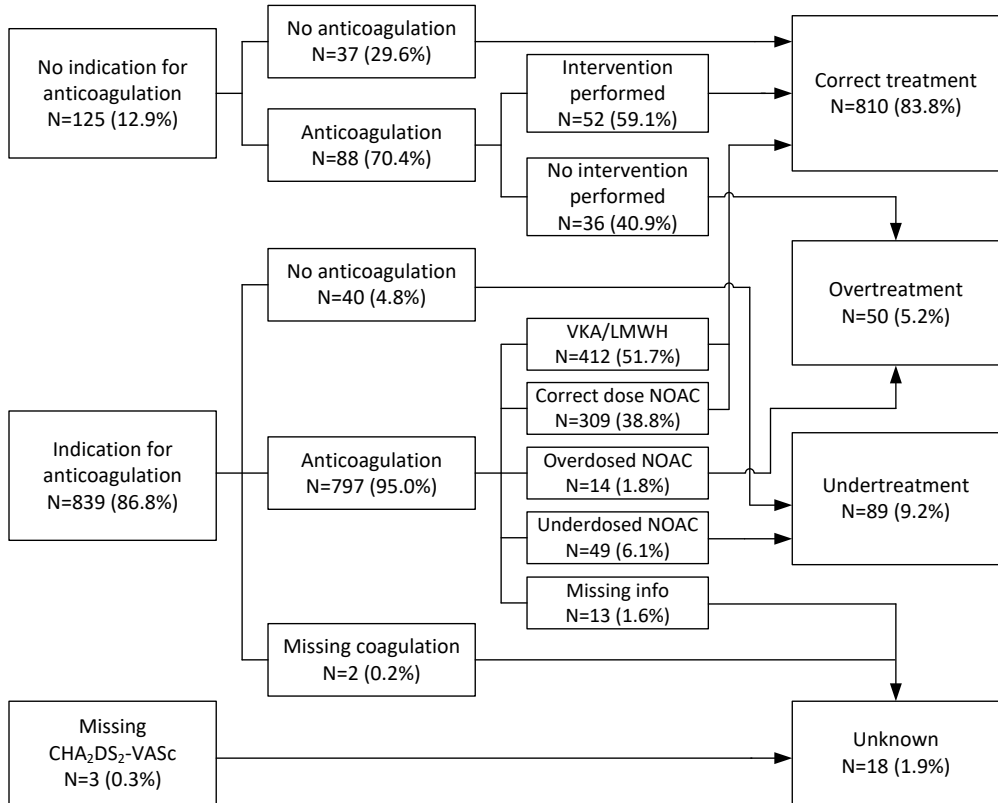 No indication for
anticoagulation
N=125 (12.9%)
No anticoagulation
N=37 (29.6%)
Anticoagulation
N=88 (70.4%)
Intervention
performed
N=52 (59.1%)
No intervention
performed
N=36 (40.9%)
Correct treatment
N=810 (83.8%)
Overtreatment
N=50 (5.2%)
Indication for
anticoagulation
N=839 (86.8%)
No anticoagulation
N=40 (4.8%)
Anticoagulation
N=797 (95.0%)
Missing coagulation
N=2 (0.2%)
VKA/LMWH
N=412 (51.7%)
Correct dose NOAC
N=309 (38.8%)
Overdosed NOAC
N=14 (1.8%)
Underdosed NOAC
N=49 (6.1%)
Missing info
N=13 (1.6%)
Undertreatment
N=89 (9.2%)
Missing
CHA₂DS₂-VASc
N=3 (0.3%)
Unknown
N=18 (1.9%)